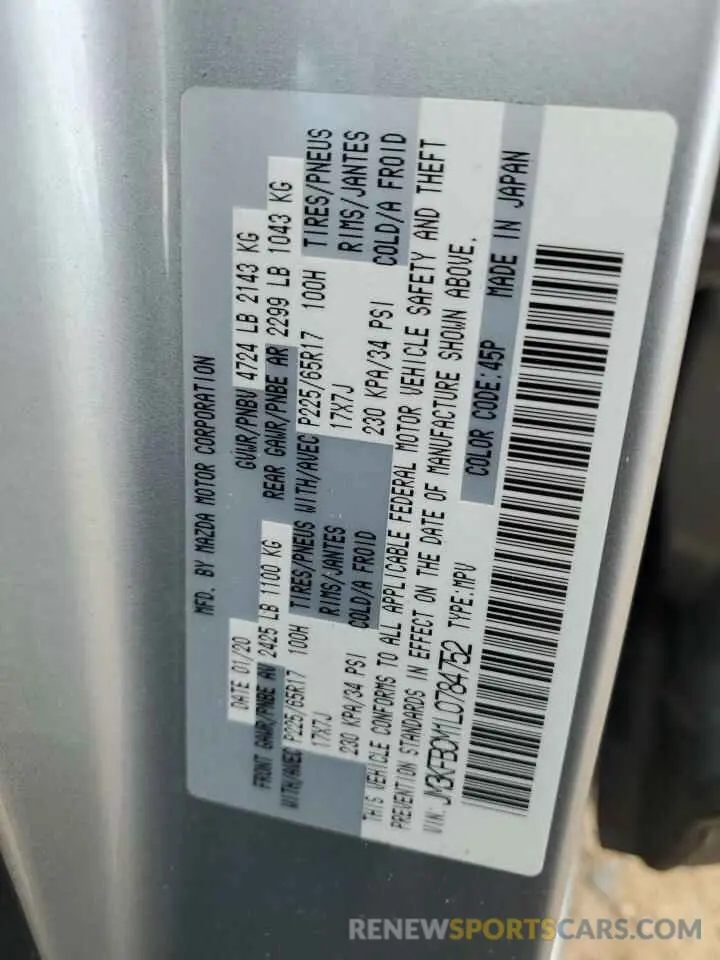 MFD. BY MAZDA MOTOR CORPORATION
DATE 01/20 GVWR/PNBV 4724 LB 2143 KG
FRONT GAWR/PNBE AV 2425 LB 1100 KG REAR GAWR/PNBE AR 2299 LB 1043 KG
WITH/AVEC P225/65R17 100H TIRES/PNEUS WITH/AVEC P225/65R17 100H TIRES/PNEUS
17X7J RIMS/JANTES 17X7J RIMS/JANTES
230 KPA/34 PSI COLD/A FROID 230 KPA/34 PSI COLD/A FROID
THIS VEHICLE CONFORMS TO ALL APPLICABLE FEDERAL MOTOR VEHICLE SAFETY AND THEFT
PREVENTION STANDARDS IN EFFECT ON THE DATE OF MANUFACTURE SHOWN ABOVE.
VIN: JM3KFBDM1L0784752 TYPE:MPV COLOR CODE:45P MADE IN JAPAN
RENEWSPORTSCARS.COM